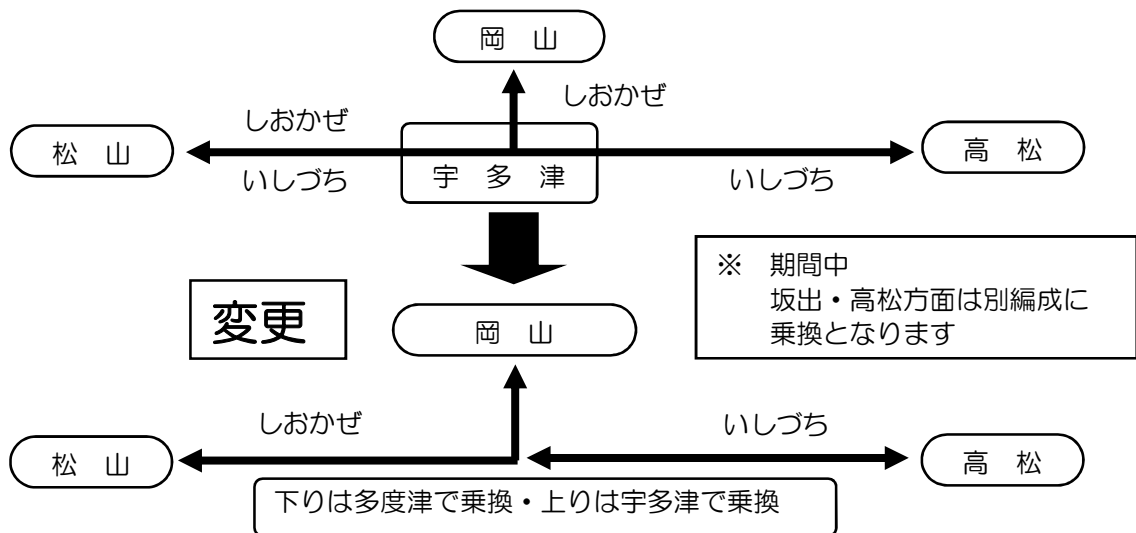 岡　山
しおかぜ
しおかぜ
松　山
高　松
いしづち
宇　多　津
いしづち
※　期間中
坂出・高松方面は別編成に
乗換となります
変更
岡　山
しおかぜ
いしづち
松　山
高　松
下りは多度津で乗換・上りは宇多津で乗換